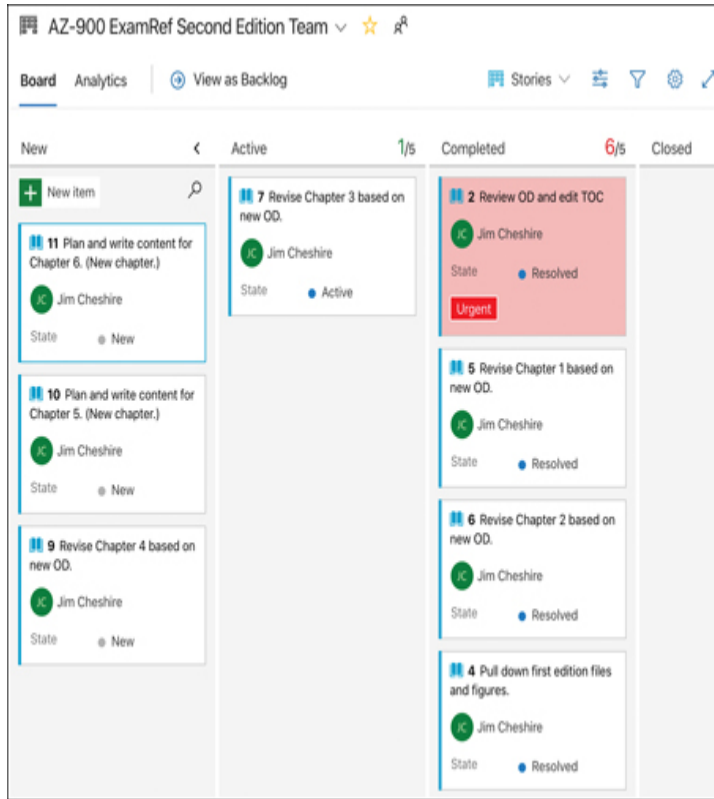 AZ-900 ExamRef Second Edition Team
Board Analytics View as Backlog Stories
New
New item
11 Plan and write content for
Chapter 6. (New chapter.)
JC Jim Cheshire
State New
10 Plan and write content for
Chapter 5. (New chapter.)
JC Jim Cheshire
State New
9 Revise Chapter 4 based on
new OD.
JC Jim Cheshire
State New
Active 1/5
7 Revise Chapter 3 based on
new OD.
JC Jim Cheshire
State Active
Completed 6/5
2 Review OD and edit TOC
JC Jim Cheshire
State Resolved
Urgent
5 Revise Chapter 1 based on
new OD.
JC Jim Cheshire
State Resolved
6 Revise Chapter 2 based on
new OD.
JC Jim Cheshire
State Resolved
4 Pull down first edition files
and figures.
JC Jim Cheshire
State Resolved
Closed